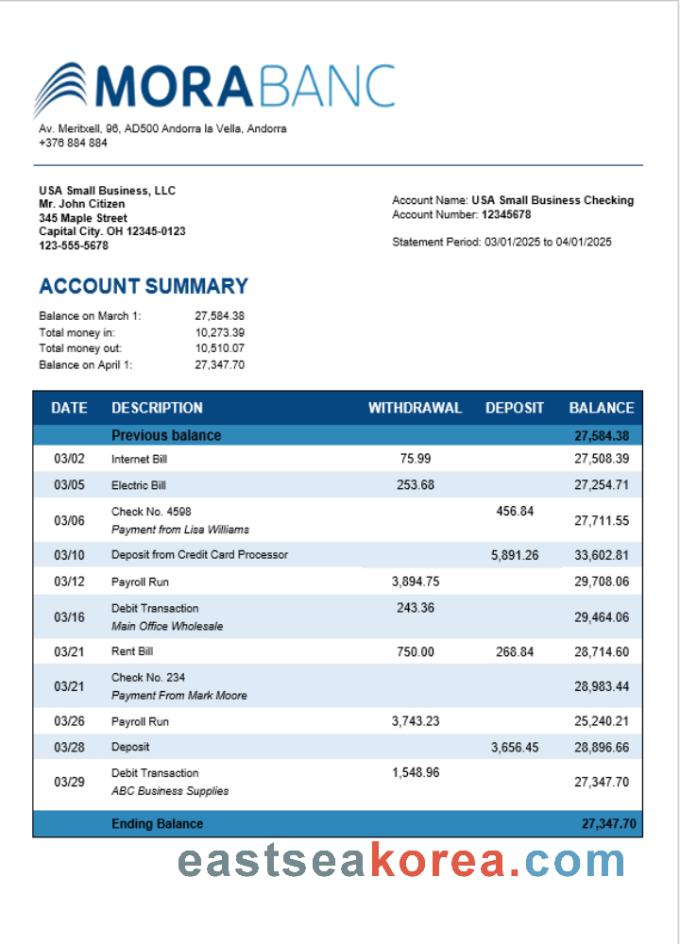 MORABANC
Av. Meritxell, 96, AD500 Andorra la Vella, Andorra
+376 884 884
USA Small Business, LLC
Mr. John Citizen
345 Maple Street
Capital City. OH 12345-0123
123-555-5678
Account Name: USA Small Business Checking
Account Number: 12345678
Statement Period: 03/01/2025 to 04/01/2025
ACCOUNT SUMMARY
Balance on March 1: 27,584.38
Total money in: 10,273.39
Total money out: 10,510.07
Balance on April 1: 27,347.70
DATE DESCRIPTION WITHDRAWAL DEPOSIT BALANCE
Previous balance 27,584.38
03/02 Internet Bill 75.99 27,508.39
03/05 Electric Bill 253.68 27,254.71
03/06 Check No. 4598 456.84 27,711.55
Payment from Lisa Williams
03/10 Deposit from Credit Card Processor 5,891.26 33,602.81
03/12 Payroll Run 3,894.75 29,708.06
03/16 Debit Transaction 243.36 29,464.06
Main Office Wholesale
03/21 Rent Bill 750.00 268.84 28,714.60
03/21 Check No. 234 28,983.44
Payment From Mark Moore
03/26 Payroll Run 3,743.23 25,240.21
03/28 Deposit 3,656.45 28,896.66
03/29 Debit Transaction 1,548.96 27,347.70
ABC Business Supplies
Ending Balance 27,347.70
eastseakorea.com